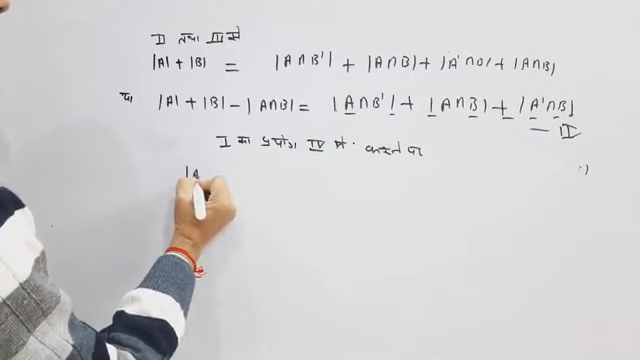 II तथा III से
|A| + |B| = |A∩B'| + |A∩B| + |A'∩B| + |A∩B|
या |A| + |B| - |A∩B| = |A∩B'| + |A∩B| + |A'∩B|
— IV
I का प्रयोग IV में करने पर
|A